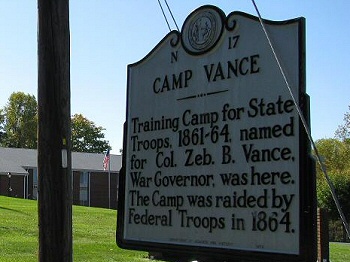 N 17
CAMP VANCE
Training Camp for State
Troops, 1861-64, named
for Col. Zeb. B. Vance,
War Governor, was here.
The Camp was raided by
Federal Troops in 1864.